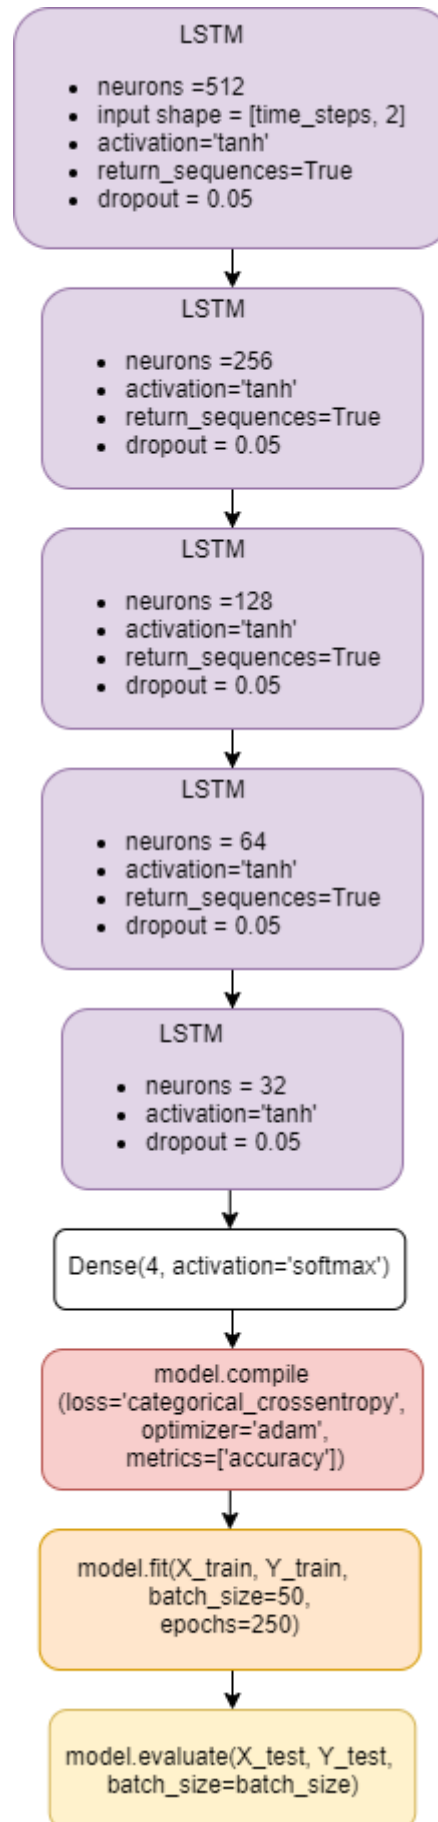 LSTM
• neurons =512
• input shape = [time_steps, 2]
• activation='tanh'
• return_sequences=True
• dropout = 0.05
LSTM
• neurons =256
• activation='tanh'
• return_sequences=True
• dropout = 0.05
LSTM
• neurons =128
• activation='tanh'
• return_sequences=True
• dropout = 0.05
LSTM
• neurons = 64
• activation='tanh'
• return_sequences=True
• dropout = 0.05
LSTM
• neurons = 32
• activation='tanh'
• dropout = 0.05
Dense(4, activation='softmax')
model.compile
(loss='categorical_crossentropy',
optimizer='adam',
metrics=['accuracy'])
model.fit(X_train, Y_train,
batch_size=50,
epochs=250)
model.evaluate(X_test, Y_test,
batch_size=batch_size)